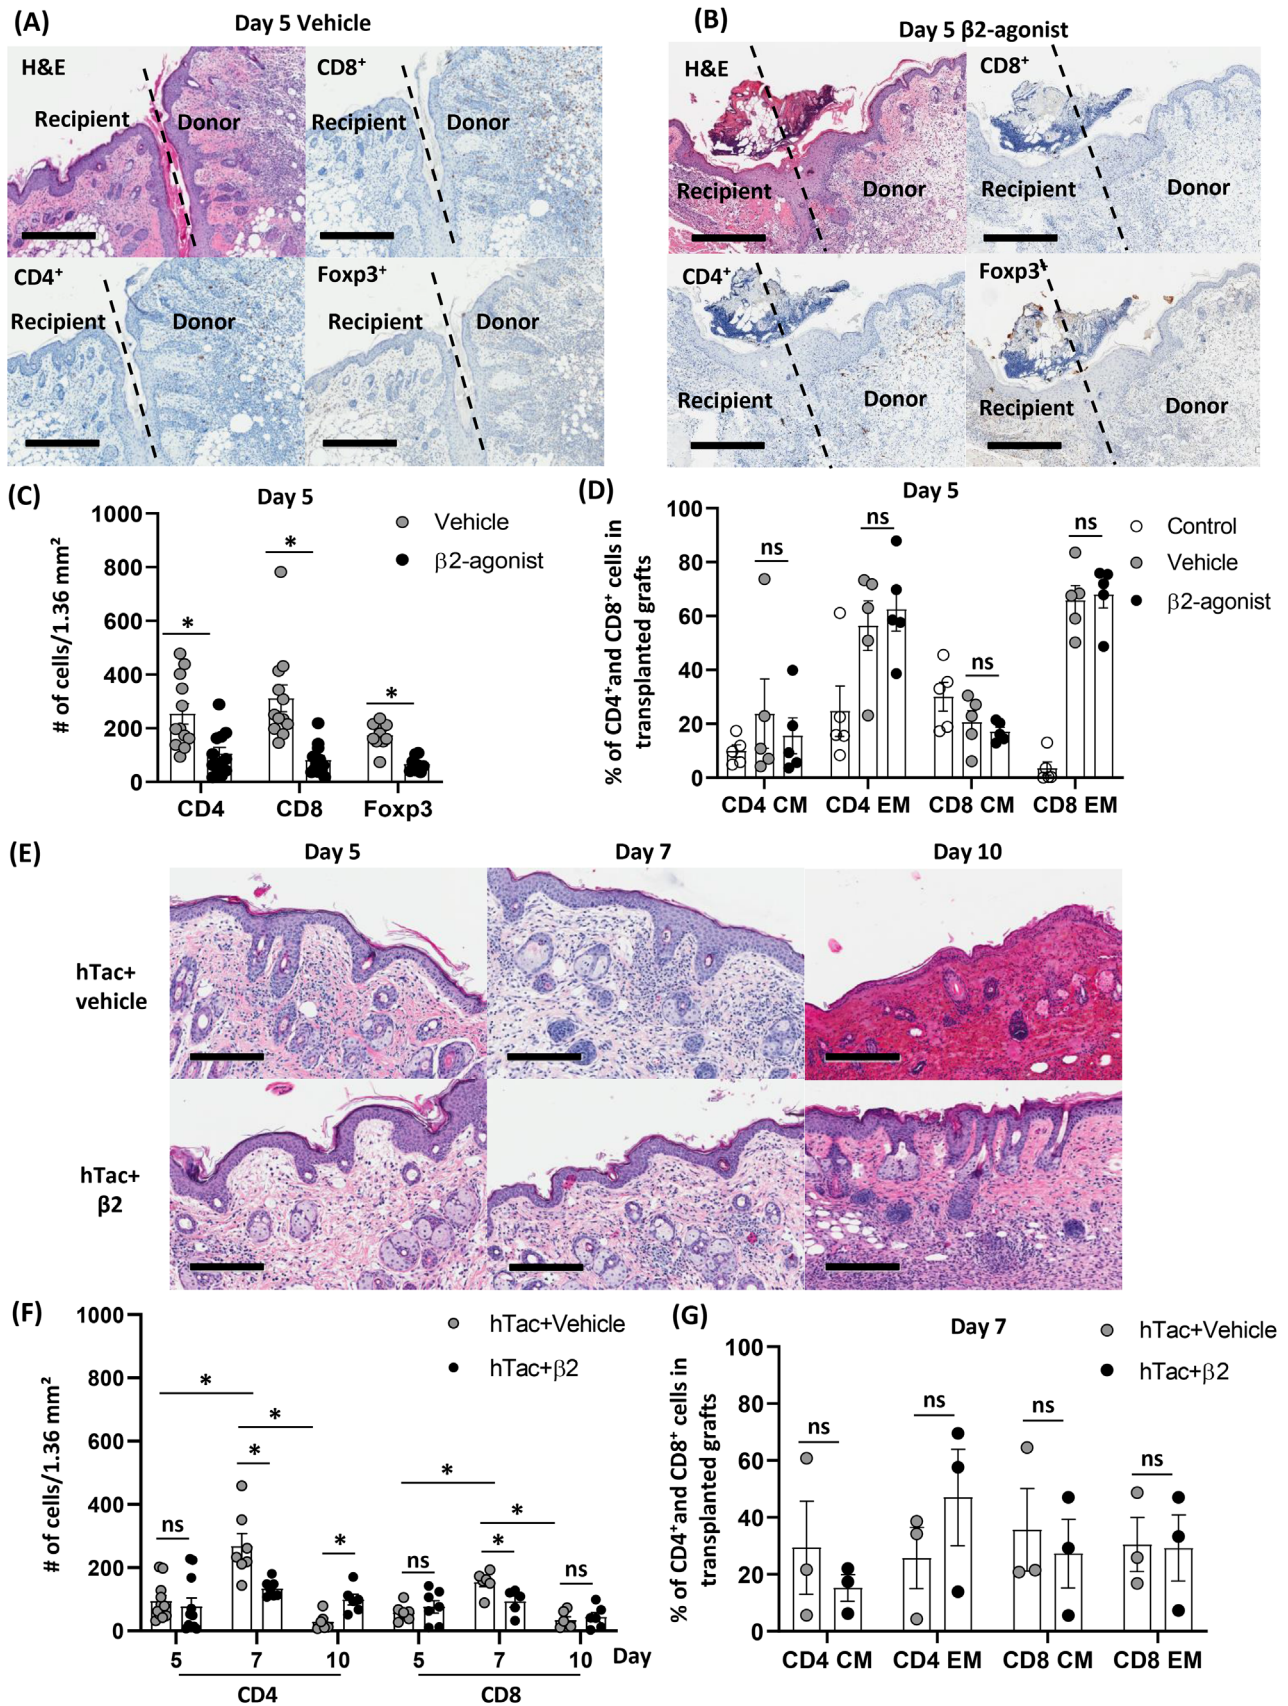 (A)
Day 5 Vehicle
H&E
Recipient
Donor
CD8⁺
Recipient
Donor
CD4⁺
Recipient
Donor
Foxp3⁺
Recipient
Donor
(B)
Day 5 β2-agonist
H&E
Recipient
Donor
CD8⁺
Recipient
Donor
CD4⁺
Recipient
Donor
Foxp3⁺
Recipient
Donor
(C)
Day 5
# of cells/1.36 mm²
1000
800
600
400
200
0
*
*
*
CD4
CD8
Foxp3
Vehicle
β2-agonist
(D)
Day 5
% of CD4⁺and CD8⁺ cells in
transplanted grafts
100
80
60
40
20
0
ns
ns
ns
ns
CD4 CM
CD4 EM
CD8 CM
CD8 EM
Control
Vehicle
β2-agonist
(E)
Day 5
Day 7
Day 10
hTac+
vehicle
hTac+
β2
(F)
# of cells/1.36 mm²
1000
800
600
400
200
0
hTac+Vehicle
hTac+β2
*
*
*
ns
*
*
*
*
ns
ns
5
7
10
5
7
10
Day
CD4
CD8
(G)
Day 7
% of CD4⁺and CD8⁺ cells in
transplanted grafts
100
80
60
40
20
0
hTac+Vehicle
hTac+β2
ns
ns
ns
ns
CD4 CM
CD4 EM
CD8 CM
CD8 EM